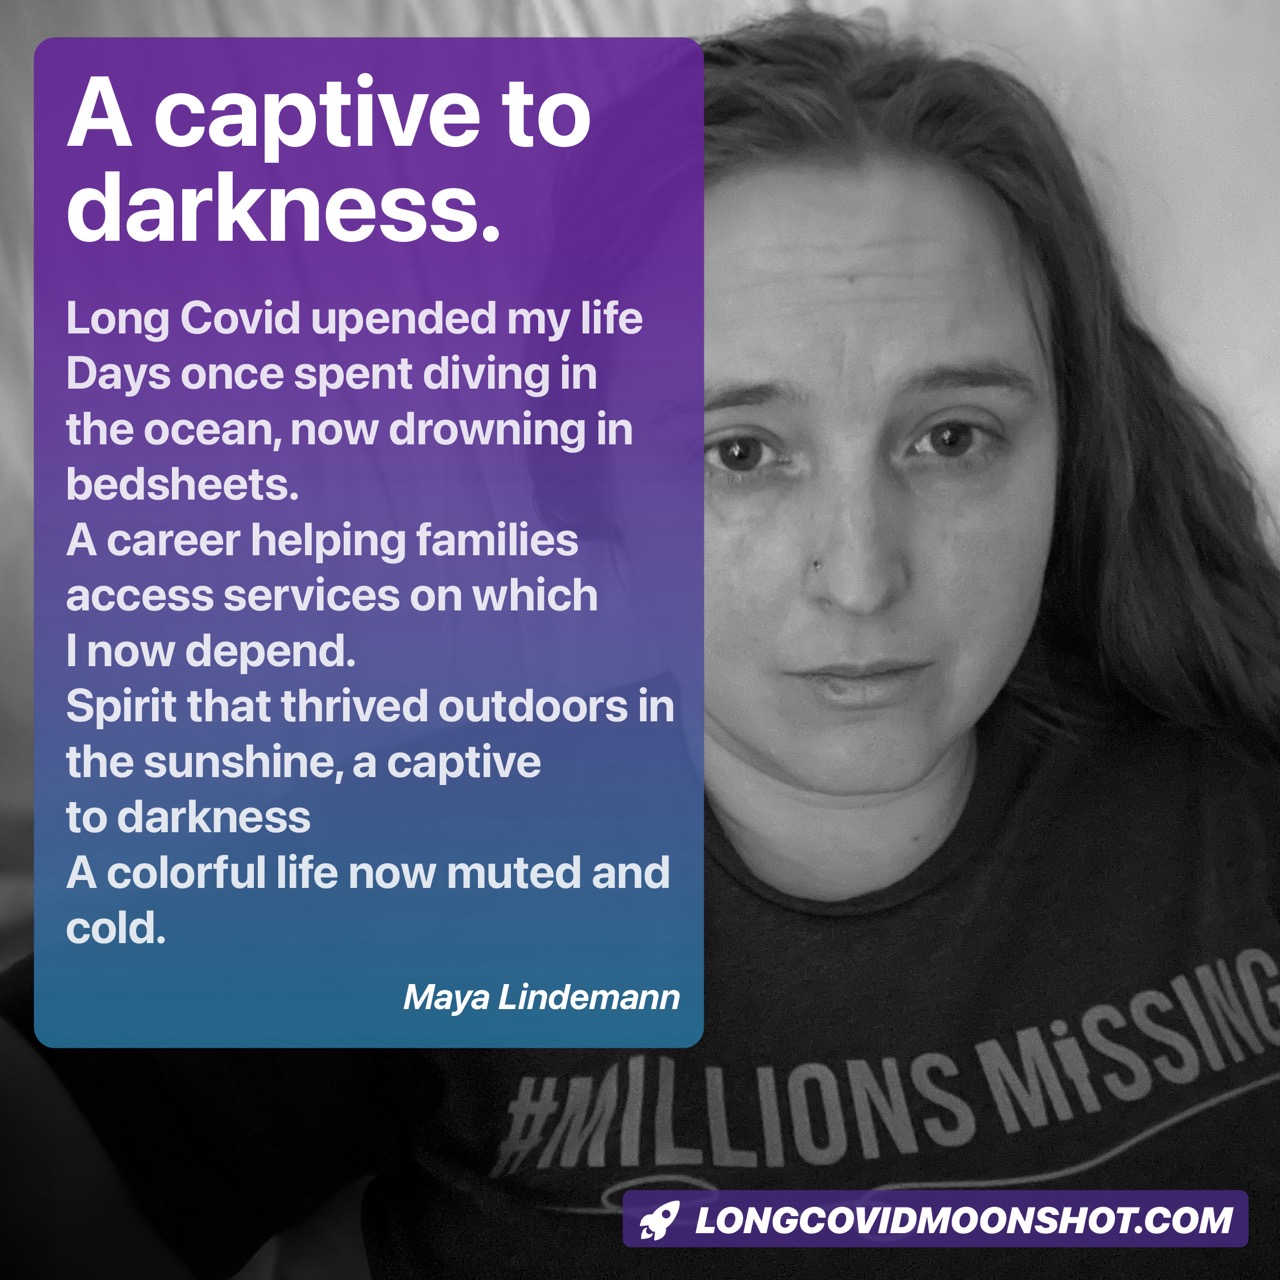 A captive to
darkness.
Long Covid upended my life
Days once spent diving in
the ocean, now drowning in
bedsheets.
A career helping families
access services on which
I now depend.
Spirit that thrived outdoors in
the sunshine, a captive
to darkness
A colorful life now muted and
cold.
Maya Lindemann
#MILLIONS MiSSING
LONGCOVIDMOONSHOT.COM